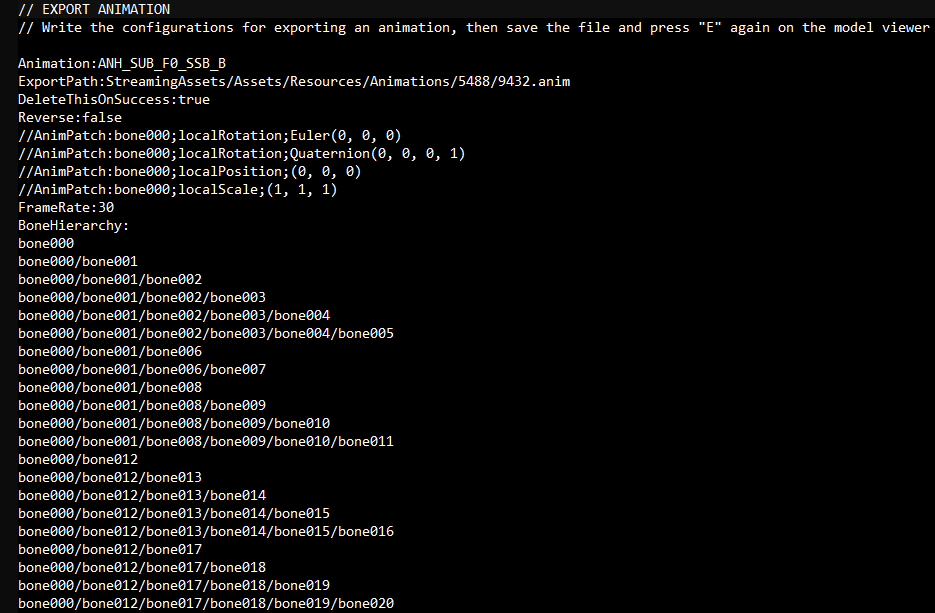 // EXPORT ANIMATION
// Write the configurations for exporting an animation, then save the file and press "E" again on the model viewer
Animation:ANH_SUB_F0_SSB_B
ExportPath:StreamingAssets/Assets/Resources/Animations/5488/9432.anim
DeleteThisOnSuccess:true
Reverse:false
//AnimPatch:bone000;localRotation;Euler(0, 0, 0)
//AnimPatch:bone000;localRotation;Quaternion(0, 0, 0, 1)
//AnimPatch:bone000;localPosition;(0, 0, 0)
//AnimPatch:bone000;localScale;(1, 1, 1)
FrameRate:30
BoneHierarchy:
bone000
bone000/bone001
bone000/bone001/bone002
bone000/bone001/bone002/bone003
bone000/bone001/bone002/bone003/bone004
bone000/bone001/bone002/bone003/bone004/bone005
bone000/bone001/bone006
bone000/bone001/bone006/bone007
bone000/bone001/bone008
bone000/bone001/bone008/bone009
bone000/bone001/bone008/bone009/bone010
bone000/bone001/bone008/bone009/bone010/bone011
bone000/bone012
bone000/bone012/bone013
bone000/bone012/bone013/bone014
bone000/bone012/bone013/bone014/bone015
bone000/bone012/bone013/bone014/bone015/bone016
bone000/bone012/bone017
bone000/bone012/bone017/bone018
bone000/bone012/bone017/bone018/bone019
bone000/bone012/bone017/bone018/bone019/bone020